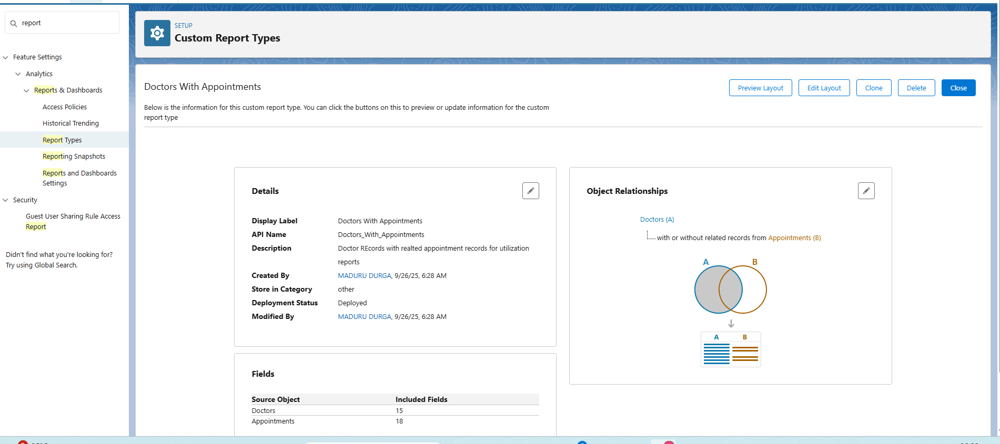 report
Feature Settings
Analytics
Reports & Dashboards
Access Policies
Historical Trending
Report Types
Reporting Snapshots
Reports and Dashboards
Settings
Security
Guest User Sharing Rule Access
Report
Didn't find what you're looking for?
Try using Global Search.
SETUP
Custom Report Types
Doctors With Appointments
Preview Layout
Edit Layout
Clone
Delete
Close
Below is the information for this custom report type. You can click the buttons on this to preview or update information for the custom
report type
Details
Display Label Doctors With Appointments
API Name Doctors_With_Appointments
Description Doctor REcords with realted appointment records for utilization
reports
Created By MADURU DURGA, 9/26/25, 6:28 AM
Store in Category other
Deployment Status Deployed
Modified By MADURU DURGA, 9/26/25, 6:28 AM
Object Relationships
Doctors (A)
with or without related records from Appointments (B)
A B
A B
Fields
Source Object Included Fields
Doctors 15
Appointments 18